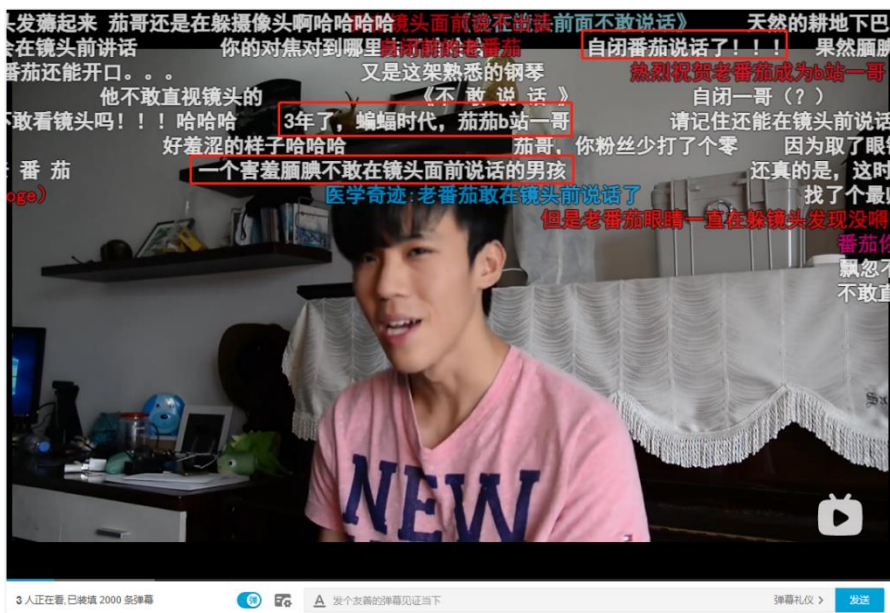 头发薅起来 茄哥还是在躲摄像头啊哈哈哈哈 前面不敢说话》 天然的耕地下巴
会在镜头前讲话 你的对焦对到哪里 自闭前的老番茄 自闭番茄说话了！！！ 果然腼腆
番茄还能开口。。。 又是这架熟悉的钢琴 热烈祝贺老番茄成为b站一哥
他不敢直视镜头的 《不敢说话》 自闭一哥（？）
不敢看镜头吗！！！哈哈哈 3年了，蝙蝠时代，茄茄b站一哥 请记住还能在镜头前说话
好羞涩的样子哈哈哈 茄哥，你粉丝少打了个零 因为取了眼
番茄 一个害羞腼腆不敢在镜头面前说话的男孩 还真的是，这时
oge） 医学奇迹:老番茄敢在镜头前说话了 找了个最
但是老番茄眼睛一直在躲镜头发现没嘚
番茄你
飘忽不
不敢直
NEW
3 人正在看,已装填 2000 条弹幕 弹 A 发个友善的弹幕见证当下 弹幕礼仪 > 发送